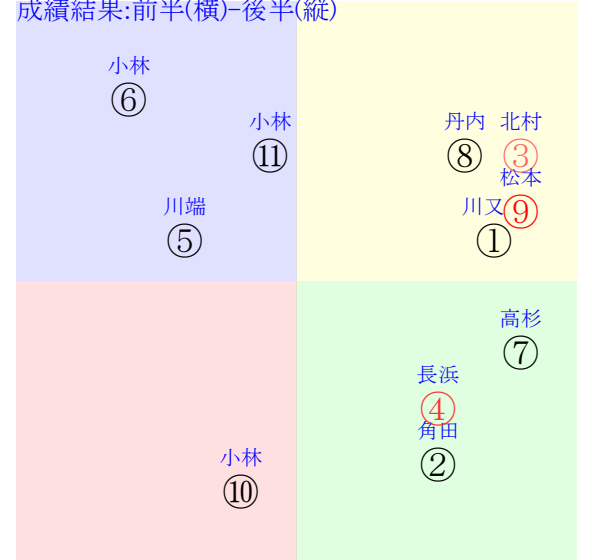 成績結果:前半(横)-後半(縦)
小林
⑥
小林
⑪
丹内
⑧
北村
③
川端
⑤
川又
①
松本
⑨
高杉
⑦
長浜
④
角田
②
小林
⑩